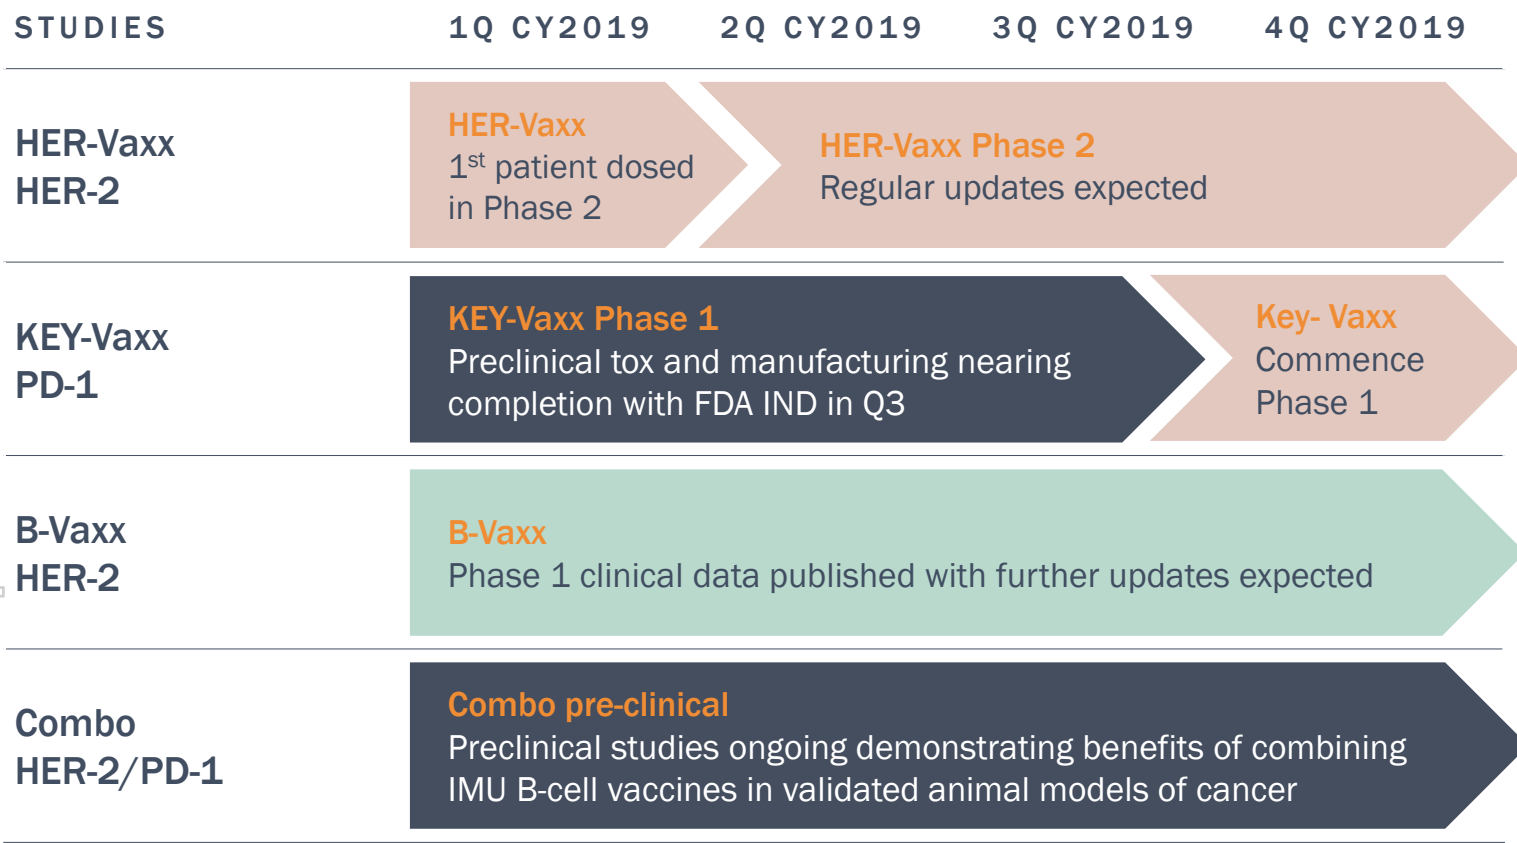 STUDIES 1Q CY2019 2Q CY2019 3Q CY2019 4Q CY2019
HER-Vaxx
HER-2
HER-Vaxx
1st patient dosed
in Phase 2
HER-Vaxx Phase 2
Regular updates expected
KEY-Vaxx
PD-1
KEY-Vaxx Phase 1
Preclinical tox and manufacturing nearing
completion with FDA IND in Q3
Key- Vaxx
Commence
Phase 1
B-Vaxx
HER-2
B-Vaxx
Phase 1 clinical data published with further updates expected
Combo
HER-2/PD-1
Combo pre-clinical
Preclinical studies ongoing demonstrating benefits of combining
IMU B-cell vaccines in validated animal models of cancer